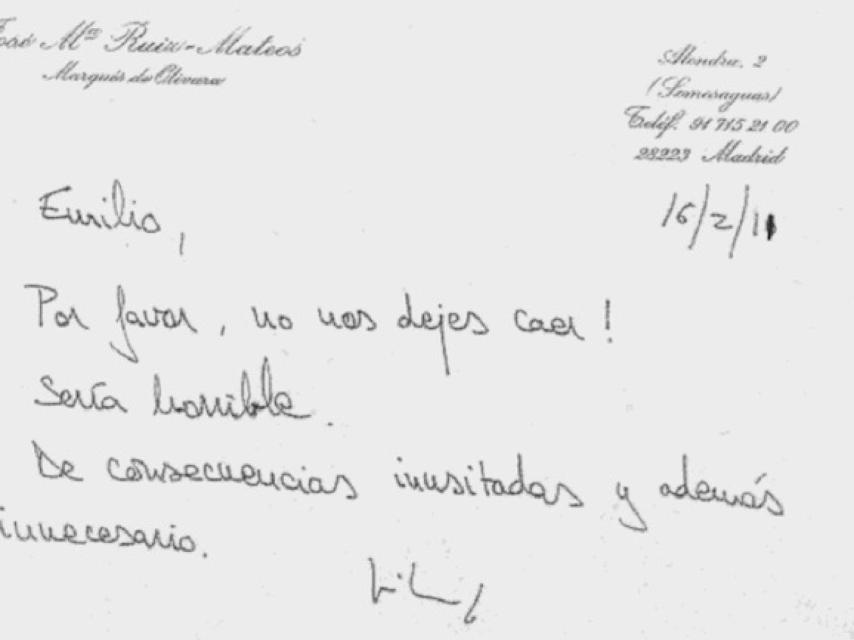 José Mª Ruiz-Mateos
Marqués de Olivara
Alondra, 2
(Somosaguas)
Teléf. 91 715 21 00
28223 Madrid
16/2/11
Emilio,
Por favor, no nos dejes caer!
Sería horrible.
De consecuencias inusitadas y además
innecesario.